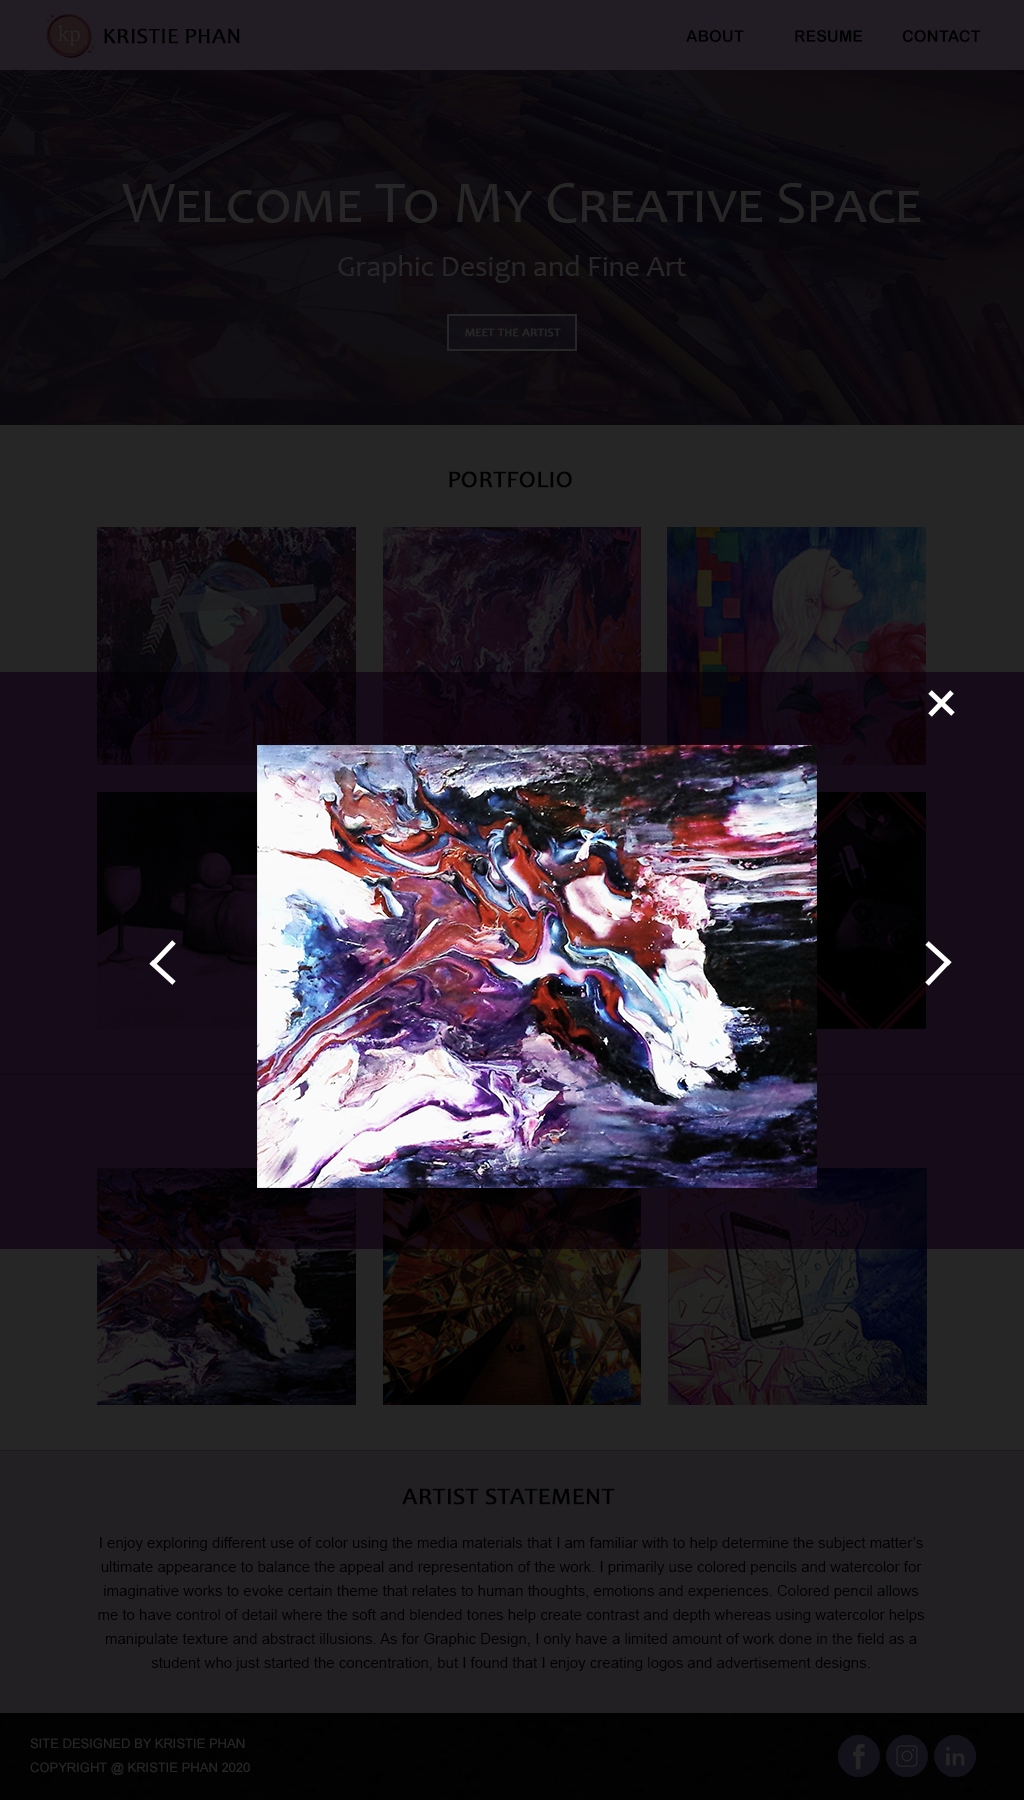 kp
KRISTIE PHAN
ABOUT
RESUME
CONTACT
WELCOME TO MY CREATIVE SPACE
Graphic Design and Fine Art
MEET THE ARTIST
PORTFOLIO
ARTIST STATEMENT
I enjoy exploring different use of color using the media materials that I am familiar with to help determine the subject matter's
ultimate appearance to balance the appeal and representation of the work. I primarily use colored pencils and watercolor for
imaginative works to evoke certain theme that relates to human thoughts, emotions and experiences. Colored pencil allows
me to have control of detail where the soft and blended tones help create contrast and depth whereas using watercolor helps
manipulate texture and abstract illusions. As for Graphic Design, I only have a limited amount of work done in the field as a
student who just started the concentration, but I found that I enjoy creating logos and advertisement designs.
SITE DESIGNED BY KRISTIE PHAN
COPYRIGHT @ KRISTIE PHAN 2020
f
in